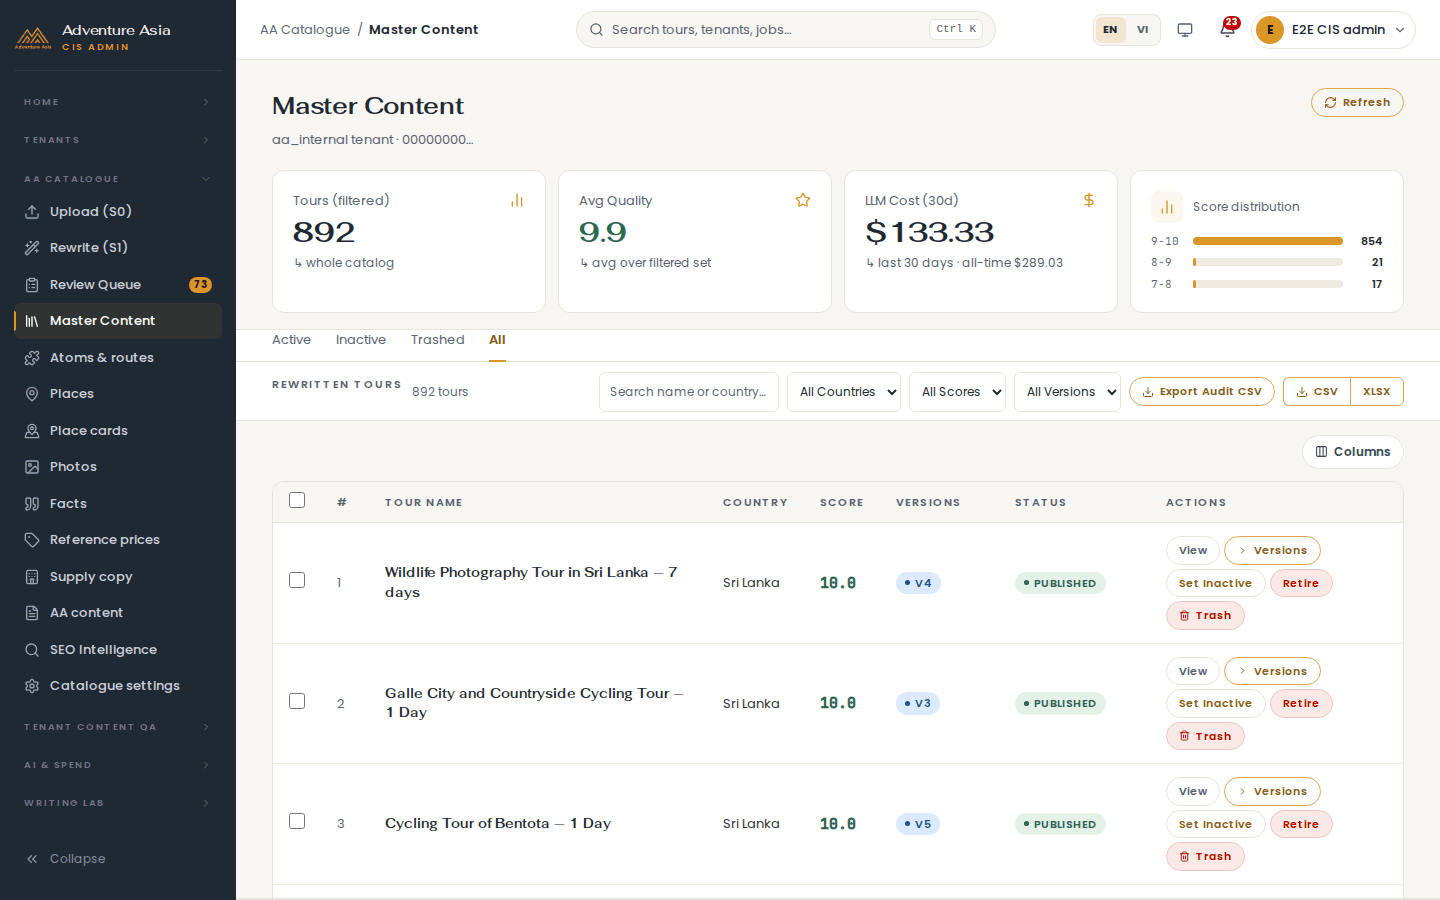 Adventure Asia
CIS ADMIN
Adventure Asia
HOME
TENANTS
AA CATALOGUE
Upload (S0)
Rewrite (S1)
Review Queue 73
Master Content
Atoms & routes
Places
Place cards
Photos
Facts
Reference prices
Supply copy
AA content
SEO Intelligence
Catalogue settings
TENANT CONTENT QA
AI & SPEND
WRITING LAB
Collapse
AA Catalogue / Master Content
Search tours, tenants, jobs... Ctrl K
EN VI
23
E E2E CIS admin
Master Content
Refresh
aa_internal tenant · 00000000...
Tours (filtered)
892
↳ whole catalog
Avg Quality
9.9
↳ avg over filtered set
LLM Cost (30d)
$133.33
↳ last 30 days · all-time $289.03
Score distribution
9-10 854
8-9 21
7-8 17
Active Inactive Trashed All
REWRITTEN TOURS 892 tours
Search name or country... All Countries All Scores All Versions Export Audit CSV CSV XLSX
Columns
# TOUR NAME COUNTRY SCORE VERSIONS STATUS ACTIONS
1 Wildlife Photography Tour in Sri Lanka – 7 days Sri Lanka 10.0 V4 PUBLISHED
View Versions
Set Inactive Retire
Trash
2 Galle City and Countryside Cycling Tour – 1 Day Sri Lanka 10.0 V3 PUBLISHED
View Versions
Set Inactive Retire
Trash
3 Cycling Tour of Bentota – 1 Day Sri Lanka 10.0 V5 PUBLISHED
View Versions
Set Inactive Retire
Trash